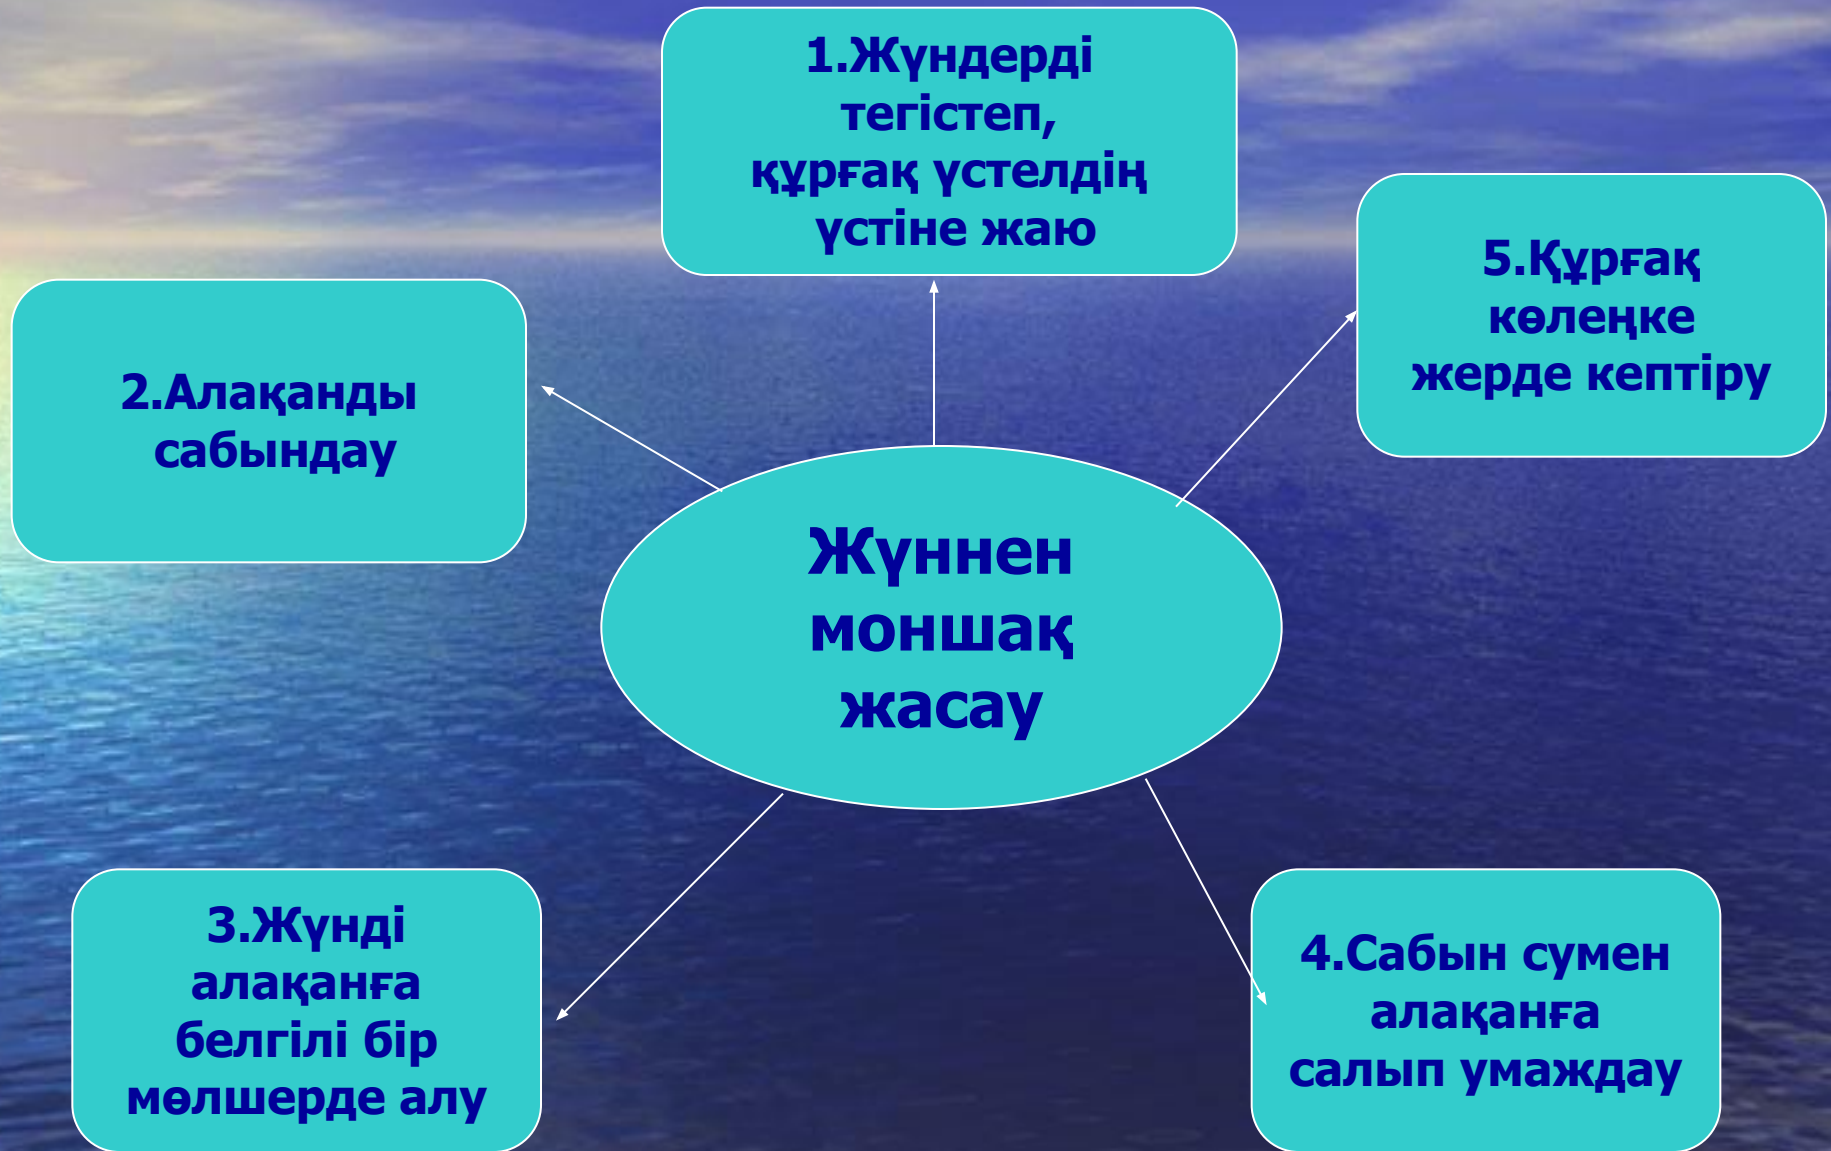 1.Жүндерді
тегістеп,
құрғақ үстелдің
үстіне жаю
2.Алақанды
сабындау
3.Жүнді
алақанға
белгілі бір
мөлшерде алу
4.Сабын сумен
алақанға
салып умаждау
5.Құрғақ
көлеңке
жерде кептіру
Жүннен
моншақ
жасау